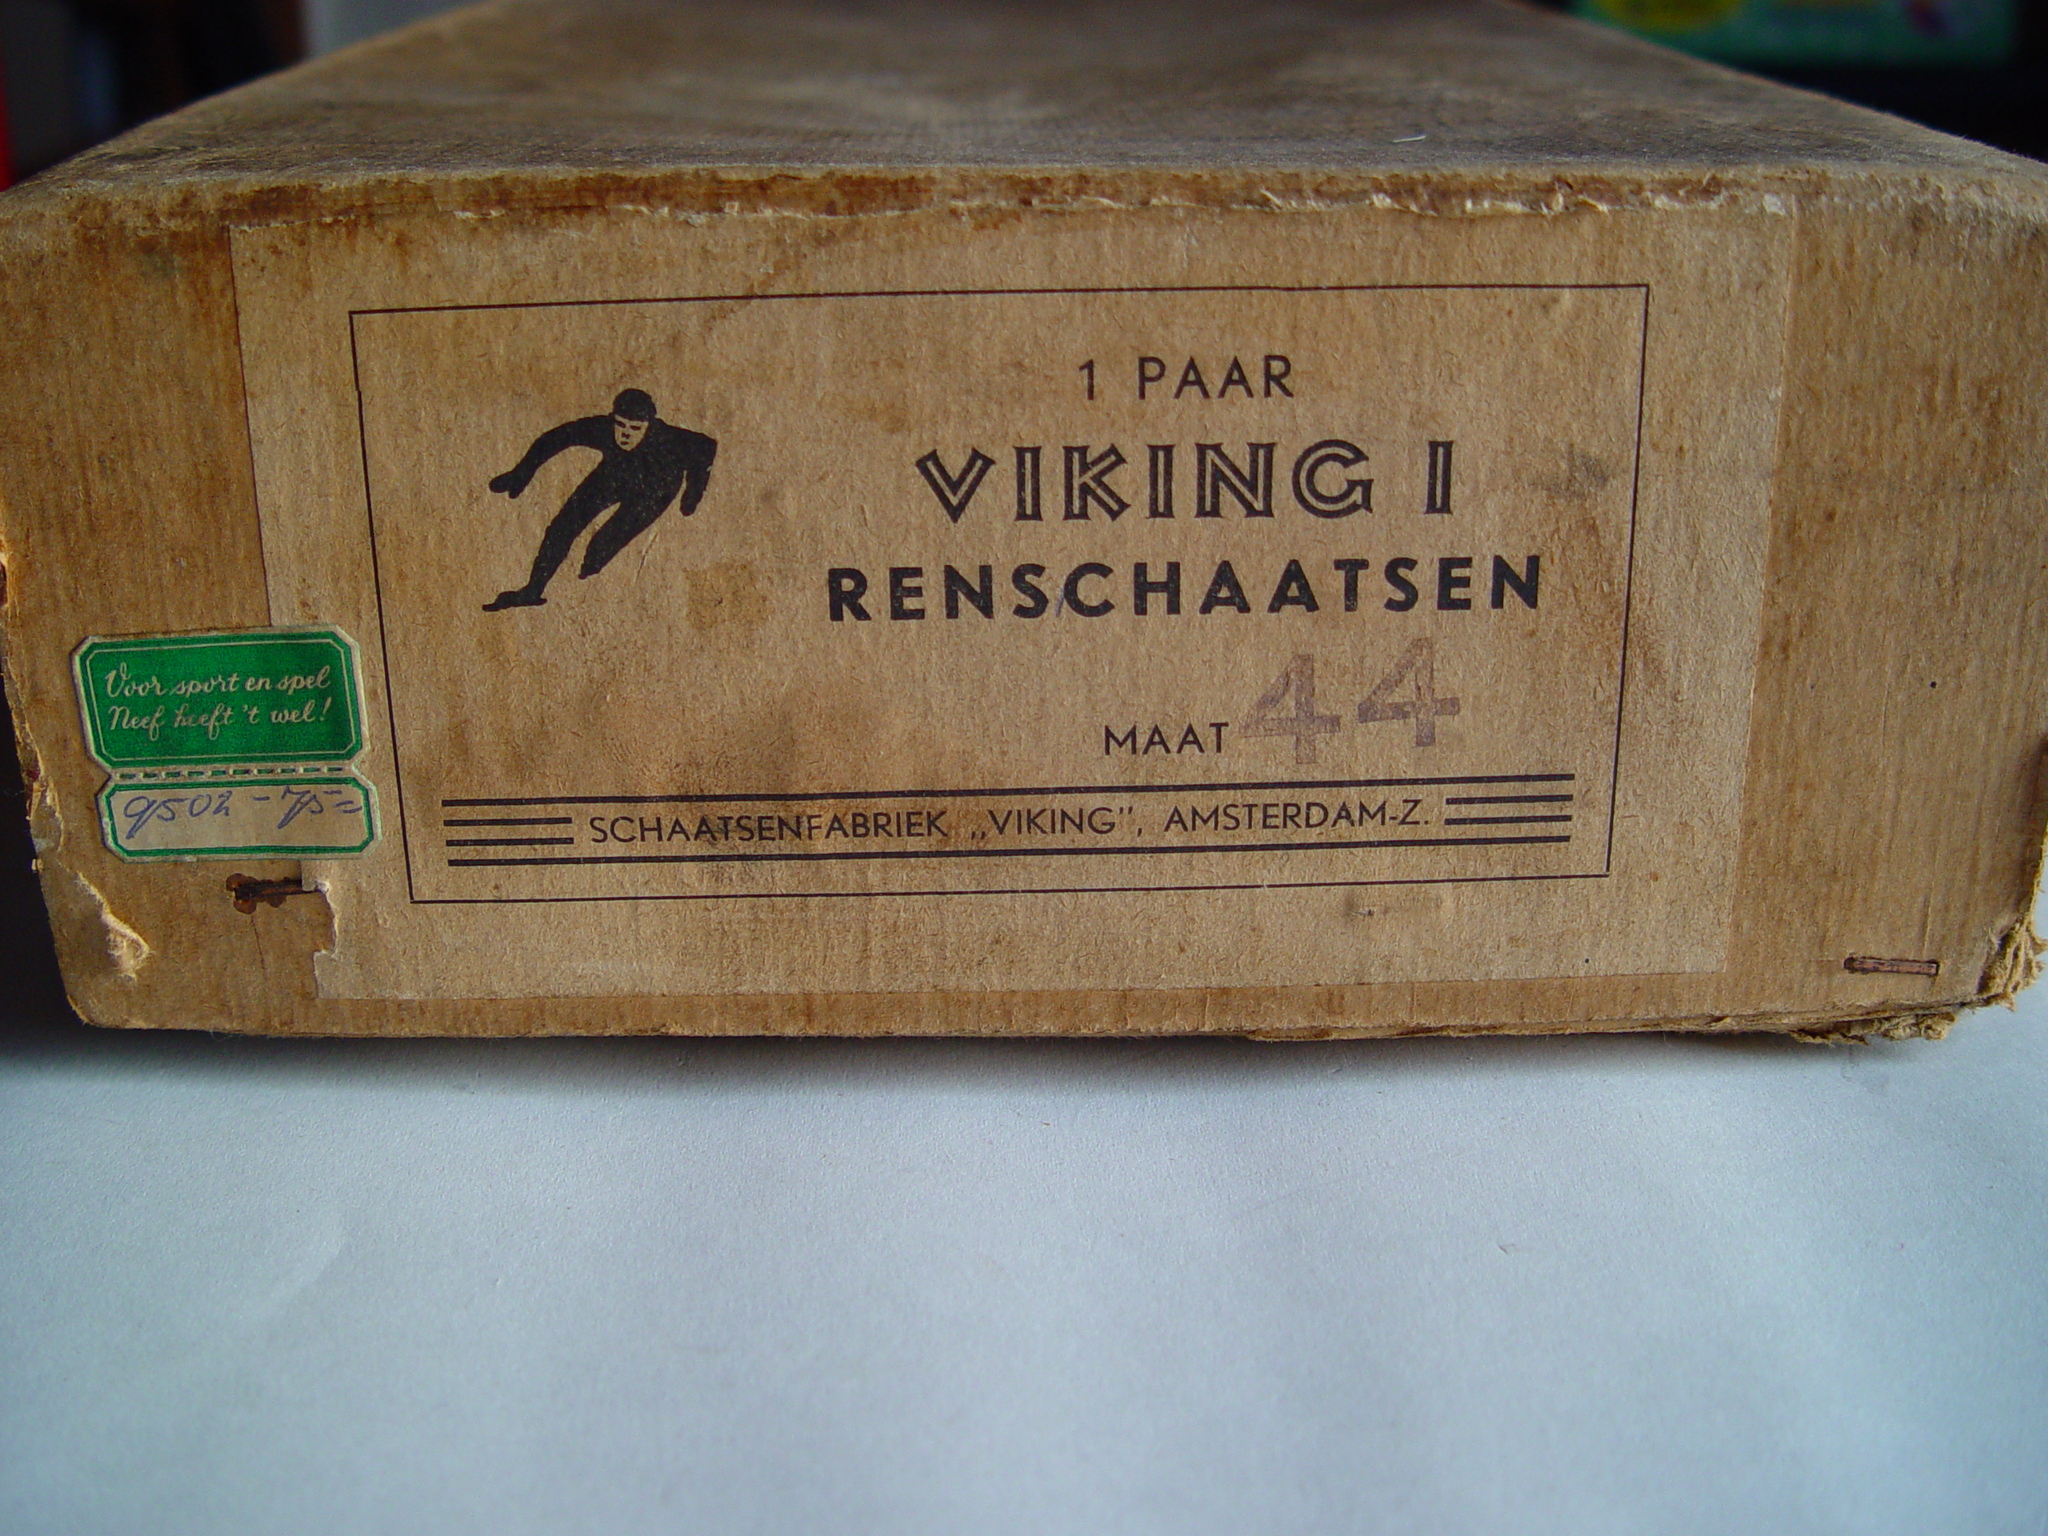 1 PAAR
VIKING I
RENSCHAATSEN
MAAT 44
SCHAATSENFABRIEK „VIKING”, AMSTERDAM-Z.
Voor sport en spel
Neef heeft 't wel!
9502 - 75=